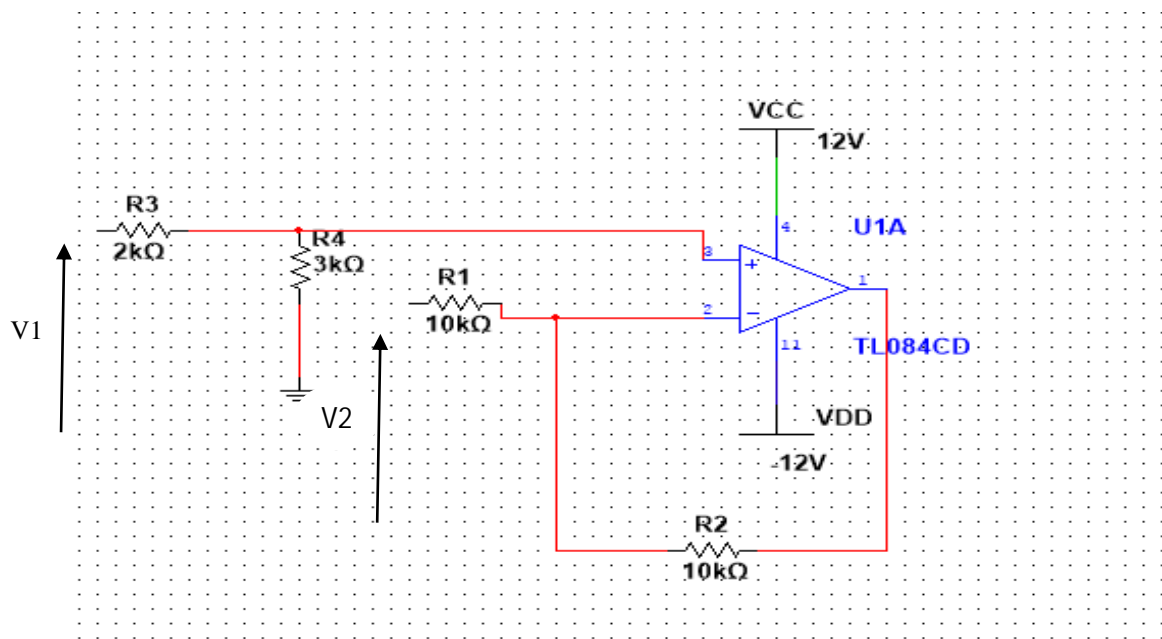 VCC
12V
R3
2kΩ
R4
3kΩ
4
U1A
3
+
R1
10kΩ
1
2
−
V1
11
TL084CD
V2
VDD
-12V
R2
10kΩ